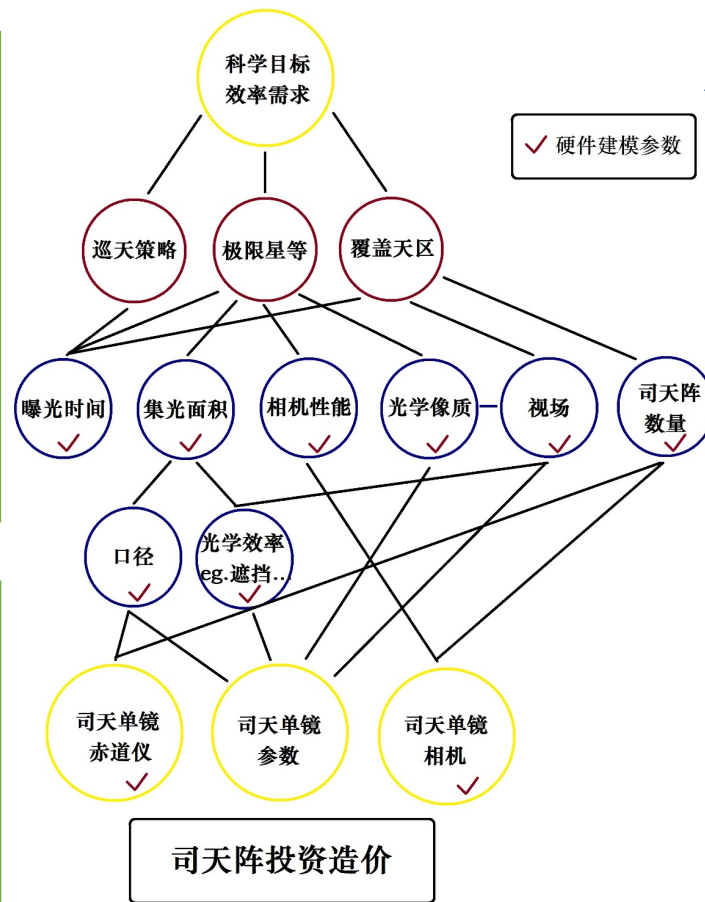 科学目标
效率需求
硬件建模参数
巡天策略
极限星等
覆盖天区
曝光时间
集光面积
相机性能
光学像质
视场
司天阵
数量
口径
光学效率
eg.遮挡...
司天单镜
赤道仪
司天单镜
参数
司天单镜
相机
司天阵投资造价